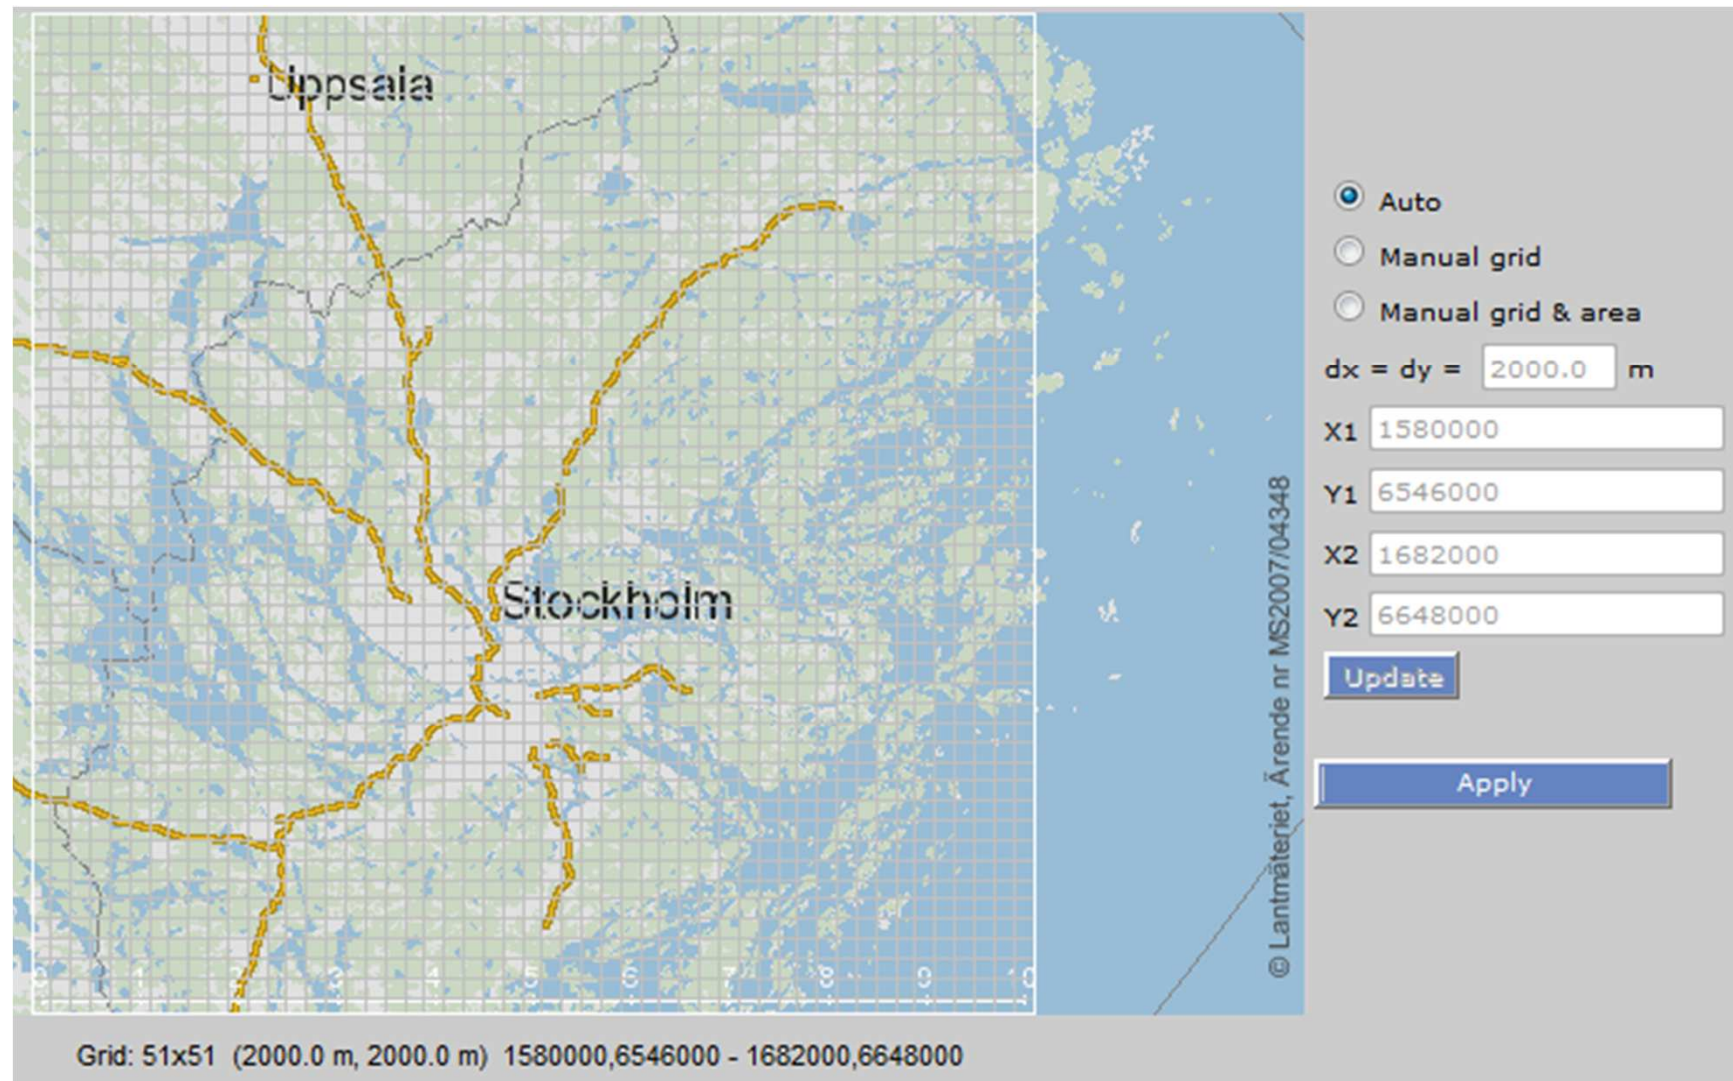 Uppsala
Stockholm
© Lantmäteriet, Ärende nr MS2007/04348
Auto
Manual grid
Manual grid & area
dx = dy = 2000.0 m
X1 1580000
Y1 6546000
X2 1682000
Y2 6648000
Update
Apply
Grid: 51x51 (2000.0 m, 2000.0 m) 1580000,6546000 - 1682000,6648000